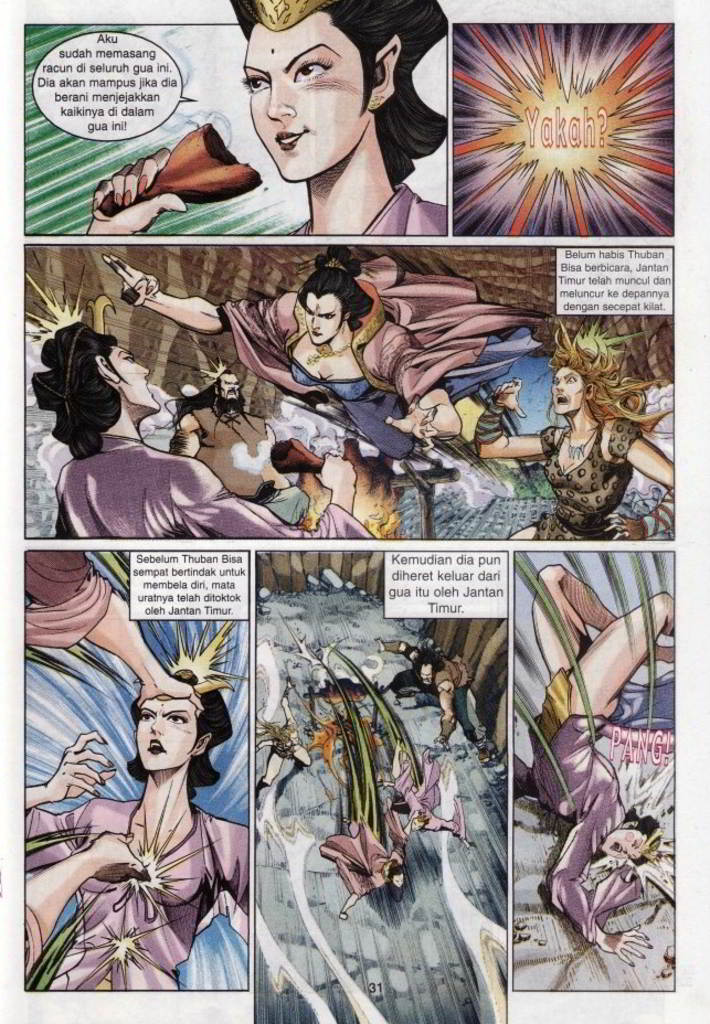 Aku
sudah memasang
racun di seluruh gua ini.
Dia akan mampus jika dia
berani menjejakkan
kaikinya di dalam
gua ini!
Yakah?
Belum habis Thuban
Bisa berbicara, Jantan
Timur telah muncul dan
meluncur ke depannya
dengan secepat kilat.
Sebelum Thuban Bisa
sempat bertindak untuk
membela diri, mata
uratnya telah ditoktok
oleh Jantan Timur.
Kemudian dia pun
diheret keluar dari
gua itu oleh Jantan
Timur.
PANG!
31